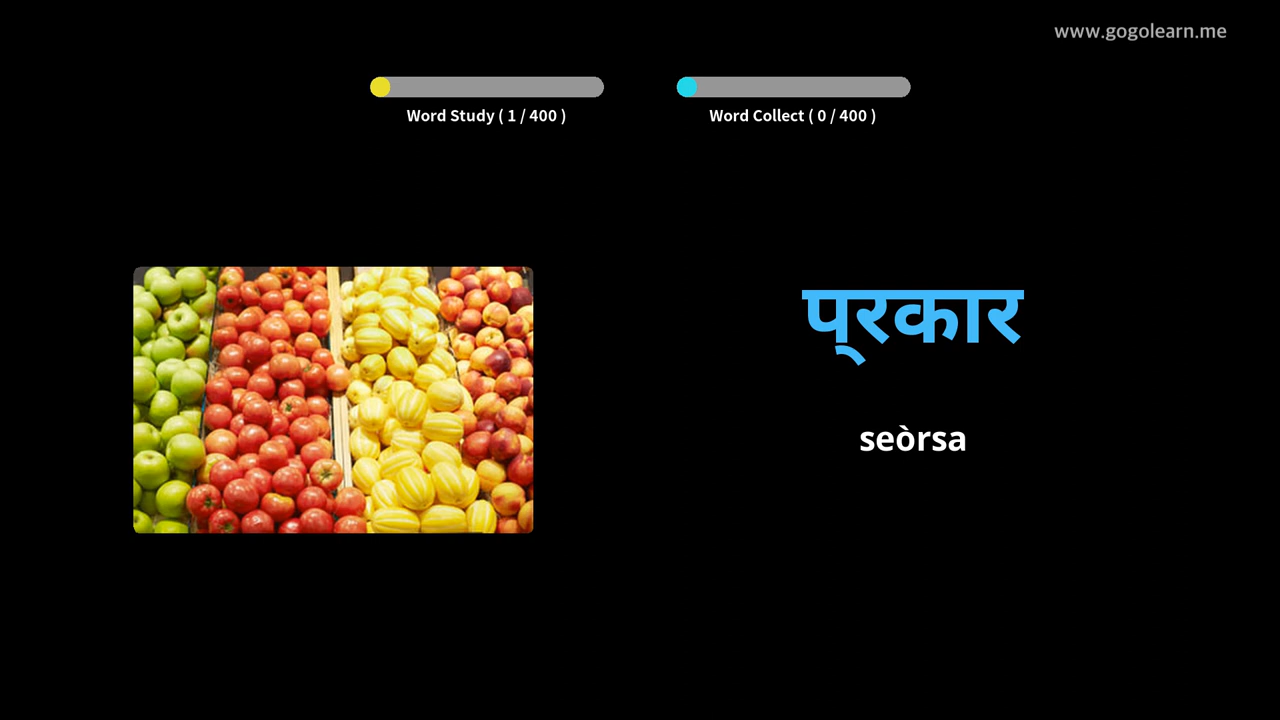 www.gogolearn.me
Word Study ( 1 / 400 )
Word Collect ( 0 / 400 )
प्रकार
seòrsa